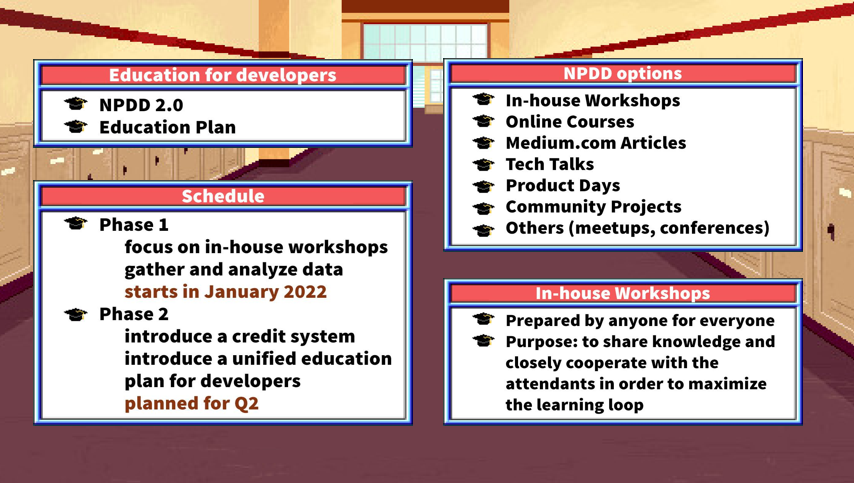 Education for developers
NPDD 2.0
Education Plan
Schedule
Phase 1
focus on in-house workshops
gather and analyze data
starts in January 2022
Phase 2
introduce a credit system
introduce a unified education
plan for developers
planned for Q2
NPDD options
In-house Workshops
Online Courses
Medium.com Articles
Tech Talks
Product Days
Community Projects
Others (meetups, conferences)
In-house Workshops
Prepared by anyone for everyone
Purpose: to share knowledge and
closely cooperate with the
attendants in order to maximize
the learning loop